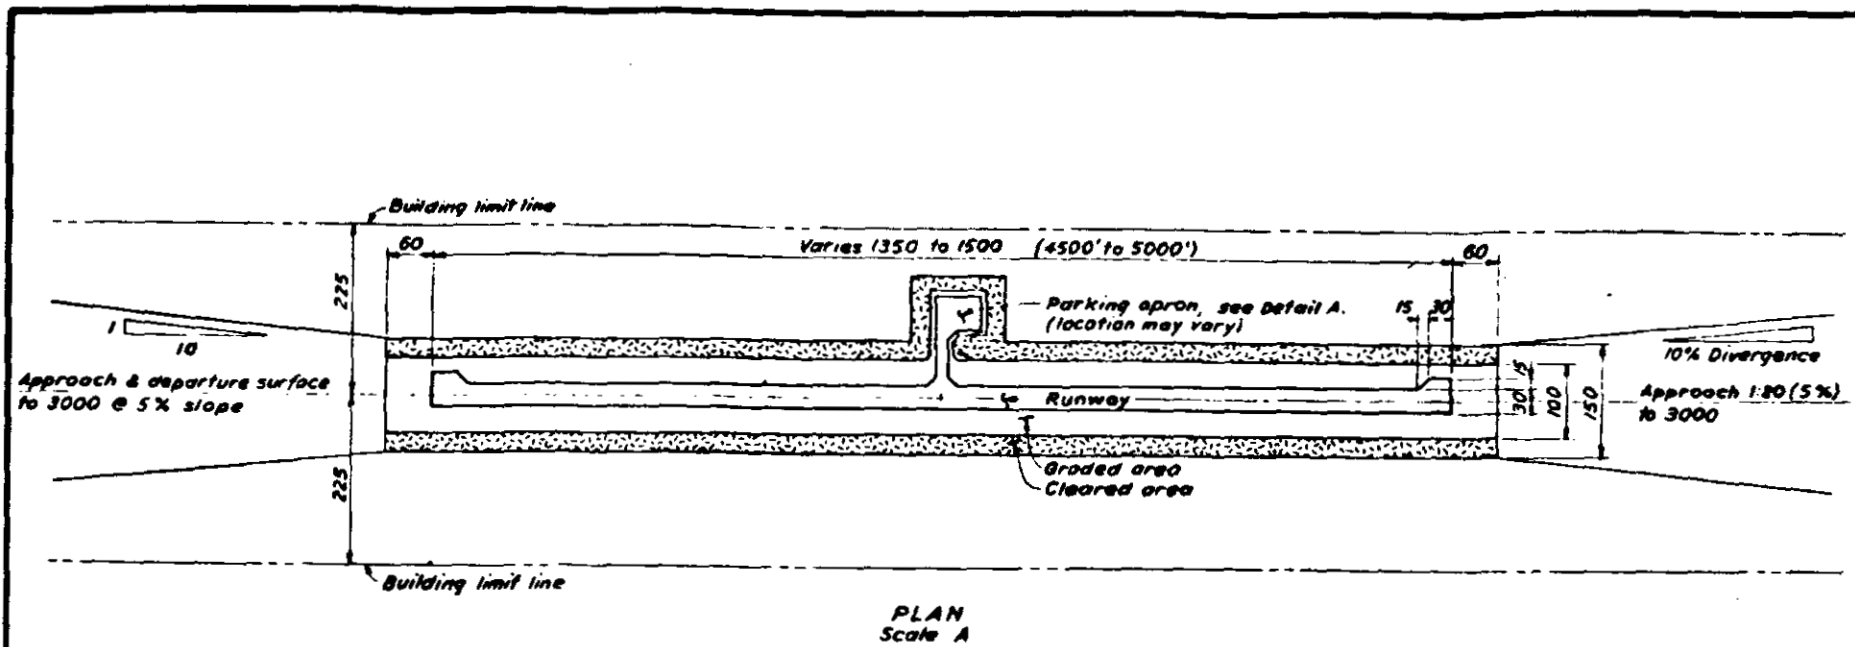 Building limit line
60
Varies 1350 to 1500 (4500' to 5000')
60
225
Parking apron, see Detail A.
(location may vary)
15 30
1
10
10% Divergence
Approach & departure surface
to 3000 @ 5% slope
Runway
15
30
100
150
Approach 1:20 (5%)
to 3000
225
Graded area
Cleared area
Building limit line
PLAN
Scale A